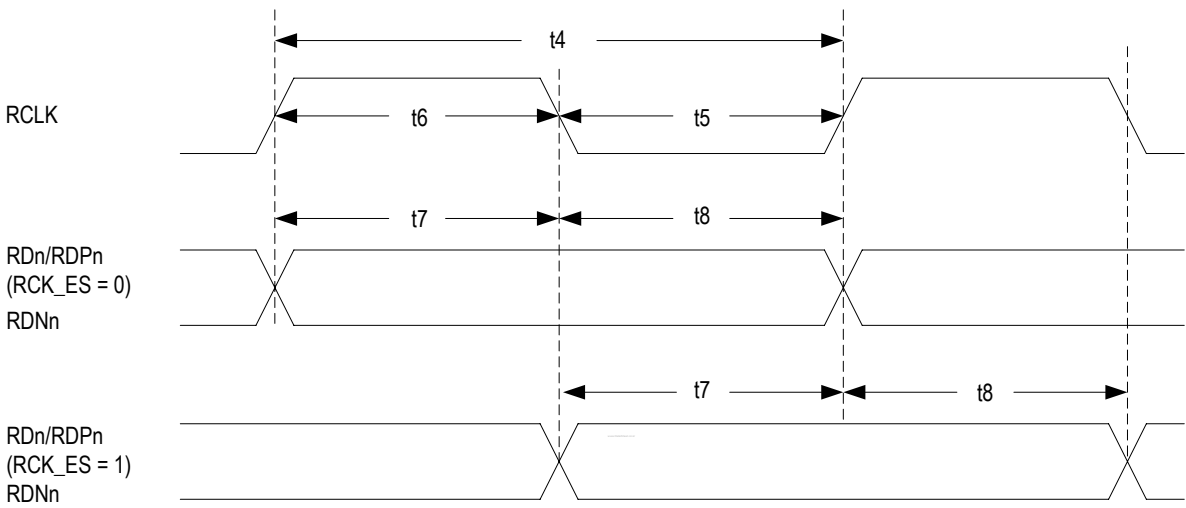 t4
RCLK
t6
t5
t7
t8
RDn/RDPn
(RCK_ES = 0)
RDNn
t7
t8
RDn/RDPn
(RCK_ES = 1)
RDNn